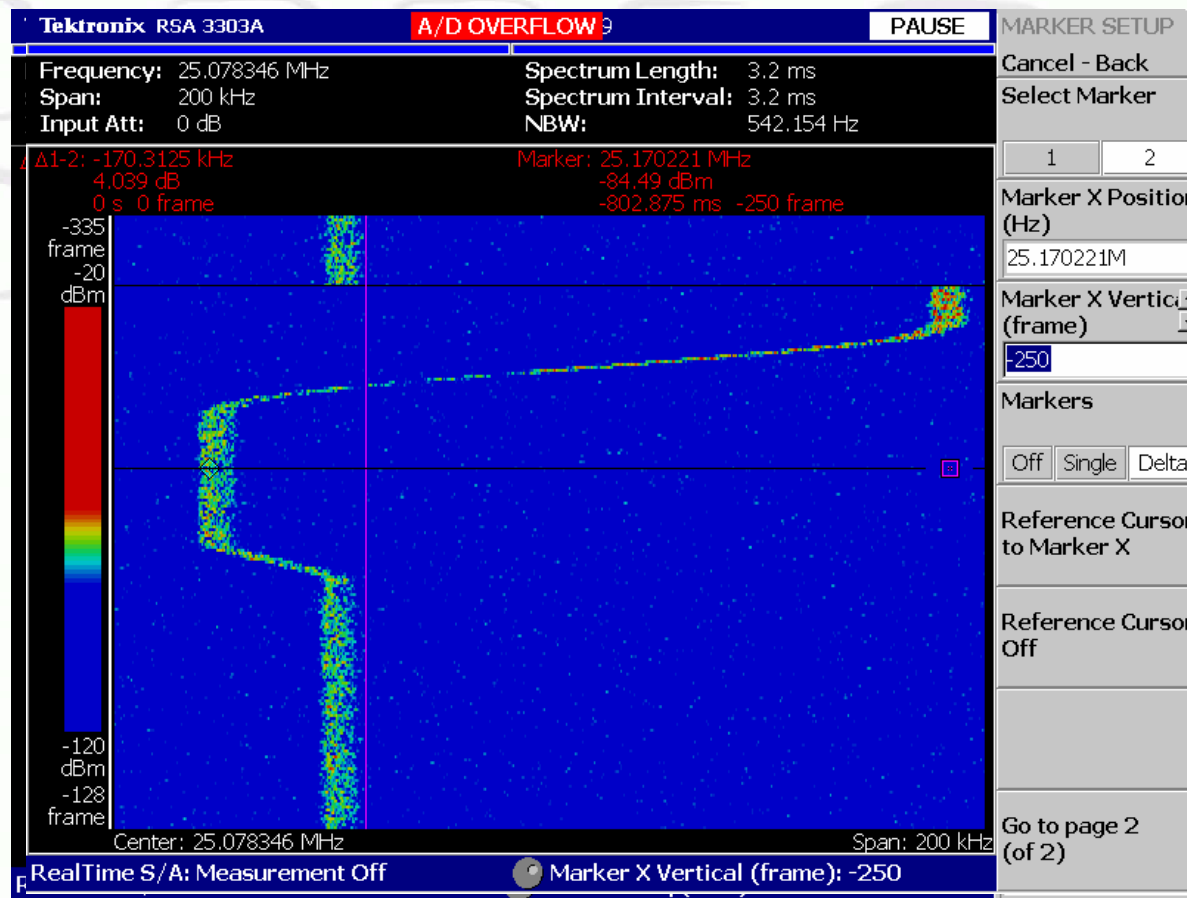 Tektronix RSA 3303A A/D OVERFLOW 9 PAUSE
Frequency: 25.078346 MHz Spectrum Length: 3.2 ms
Span: 200 kHz Spectrum Interval: 3.2 ms
Input Att: 0 dB NBW: 542.154 Hz
Δ1-2: -170.3125 kHz Marker: 25.170221 MHz
4.039 dB -84.49 dBm
0 s 0 frame -802.875 ms -250 frame
-335
frame
-20
dBm
-120
dBm
-128
frame
Center: 25.078346 MHz Span: 200 kHz
RealTime S/A: Measurement Off Marker X Vertical (frame): -250
MARKER SETUP
Cancel - Back
Select Marker
1 2
Marker X Position
(Hz)
25.170221M
Marker X Vertica
(frame)
-250
Markers
Off Single Delta
Reference Cursor
to Marker X
Reference Cursor
Off
Go to page 2
(of 2)